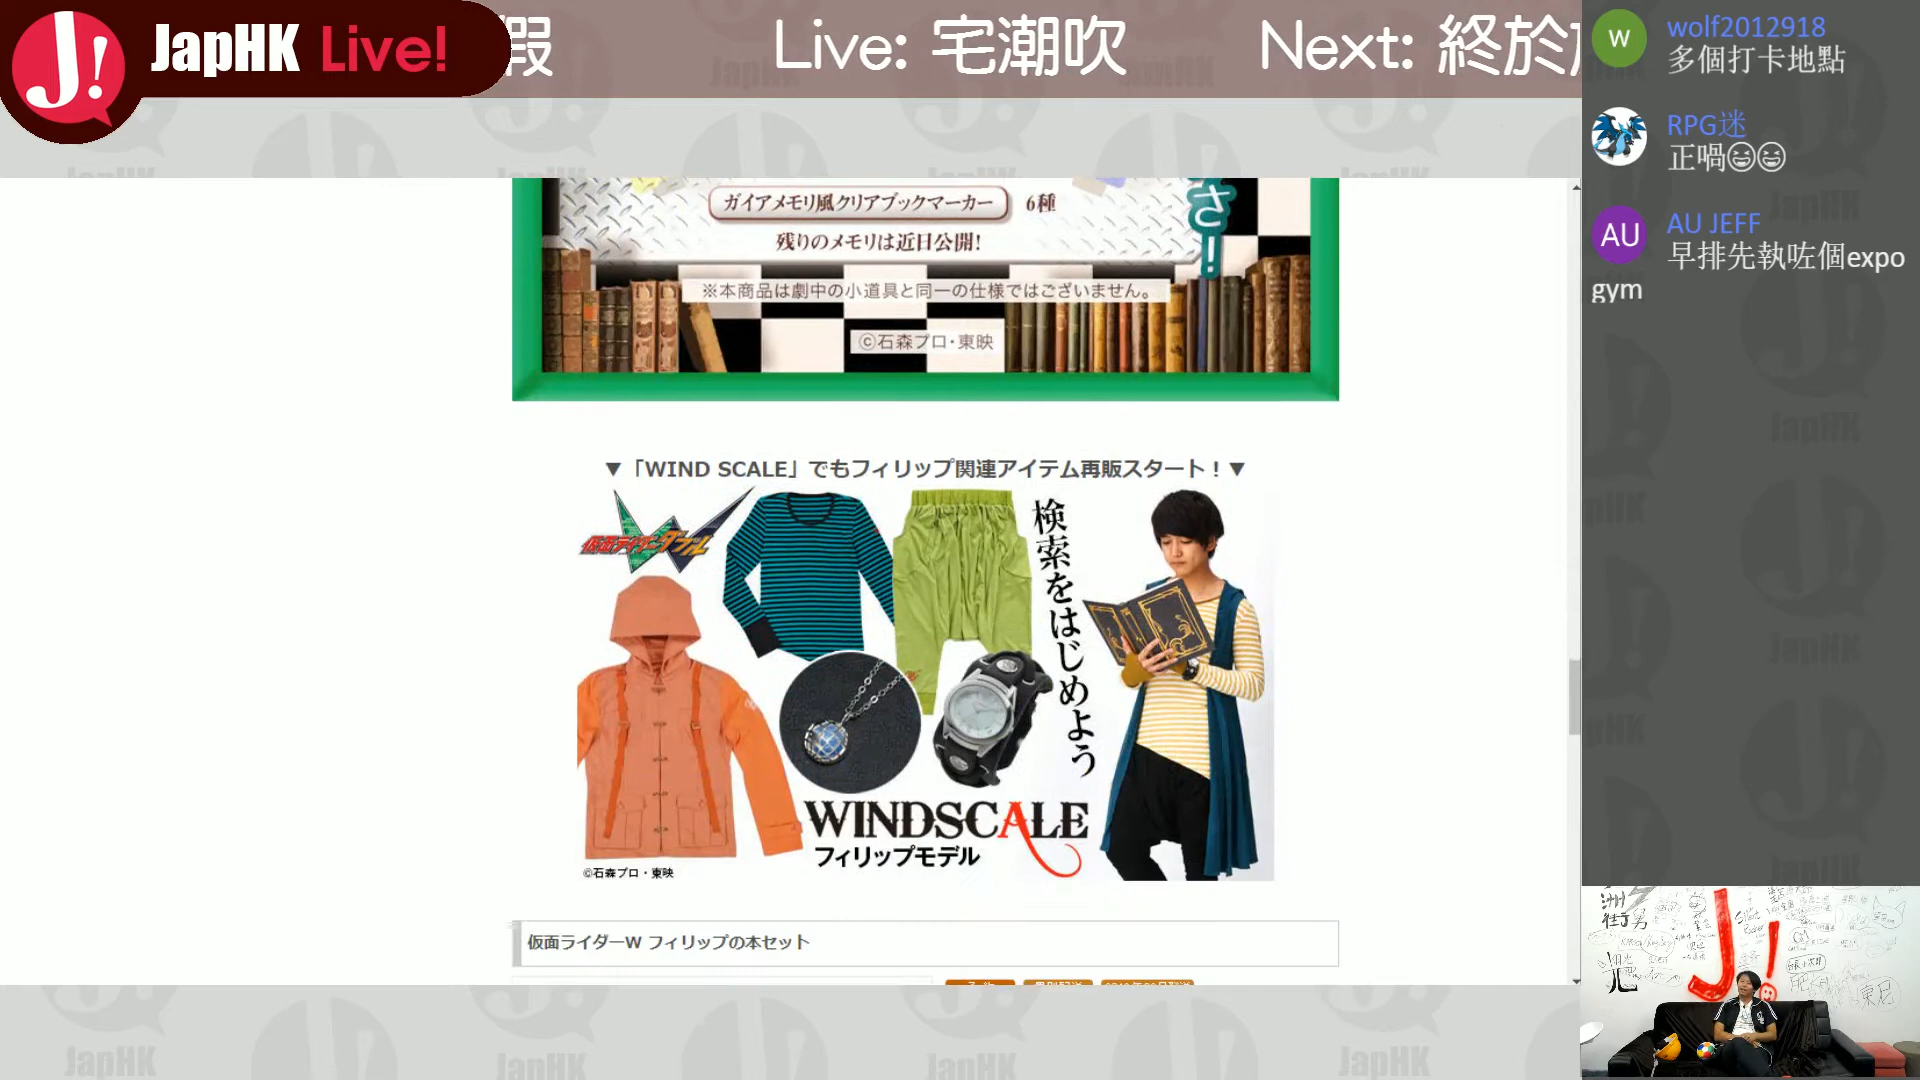 JapHK Live!
假
Live: 宅潮吹
Next: 終於
ガイアメモリ風クリアブックマーカー 6種
さ!
残りのメモリは近日公開!
※本商品は劇中の小道具と同一の仕様ではございません。
©石森プロ・東映
▼「WIND SCALE」でもフィリップ関連アイテム再販スタート！▼
仮面ライダーダブル
検索をはじめよう
WINDSCALE
フィリップモデル
©石森プロ・東映
仮面ライダーW フィリップの本セット
W
wolf2012918
多個打卡地點
RPG迷
正喎😆😆
AU
AU JEFF
早排先執咗個expo
gym
J!